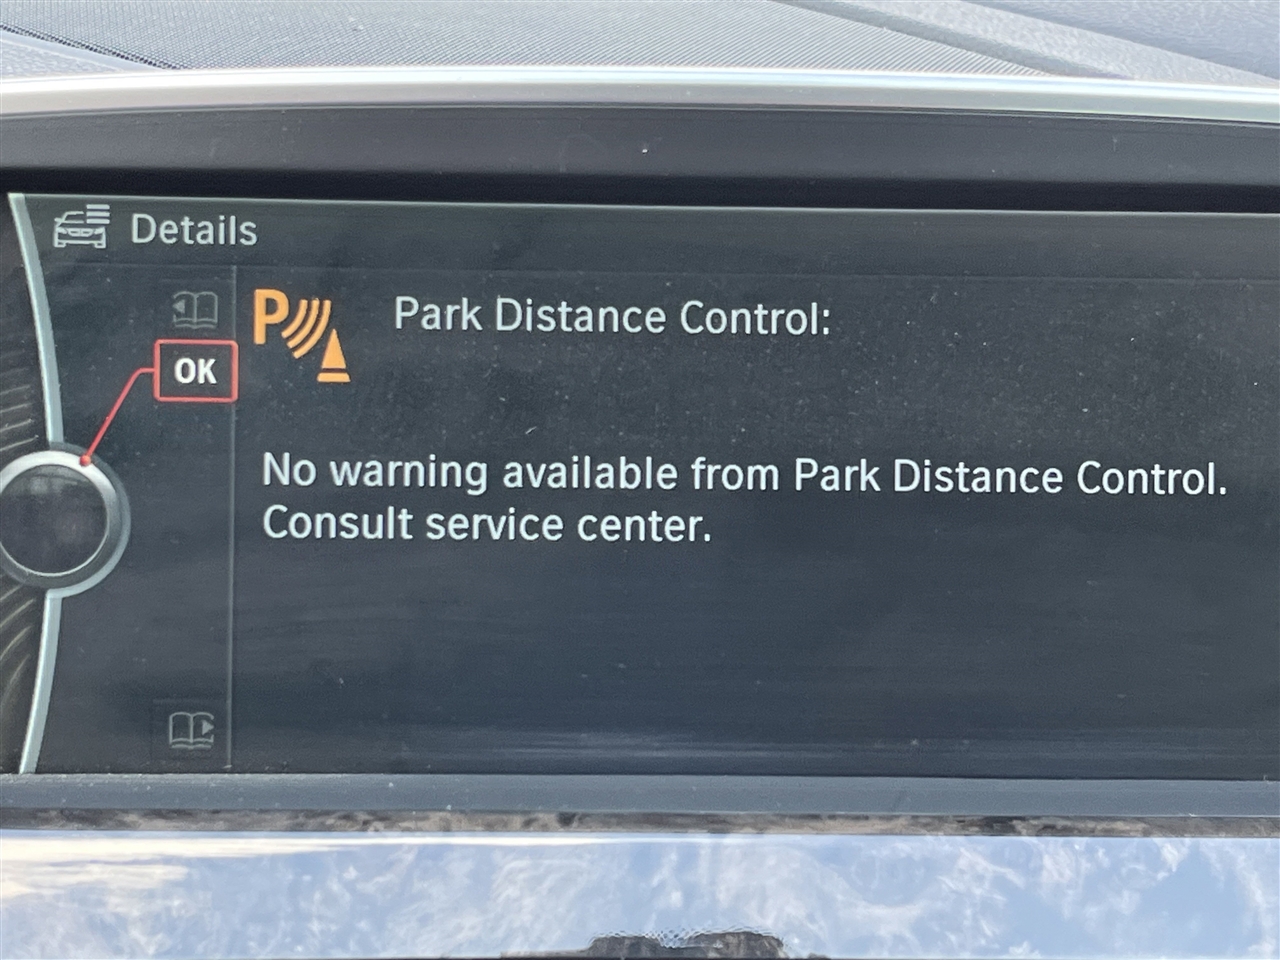 Details
P
Park Distance Control:
OK
No warning available from Park Distance Control.
Consult service center.